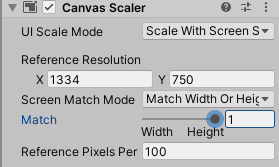 Canvas Scaler
UI Scale Mode Scale With Screen S
Reference Resolution
X 1334 Y 750
Screen Match Mode Match Width Or Heig
Match 1
Width Height
Reference Pixels Per 100